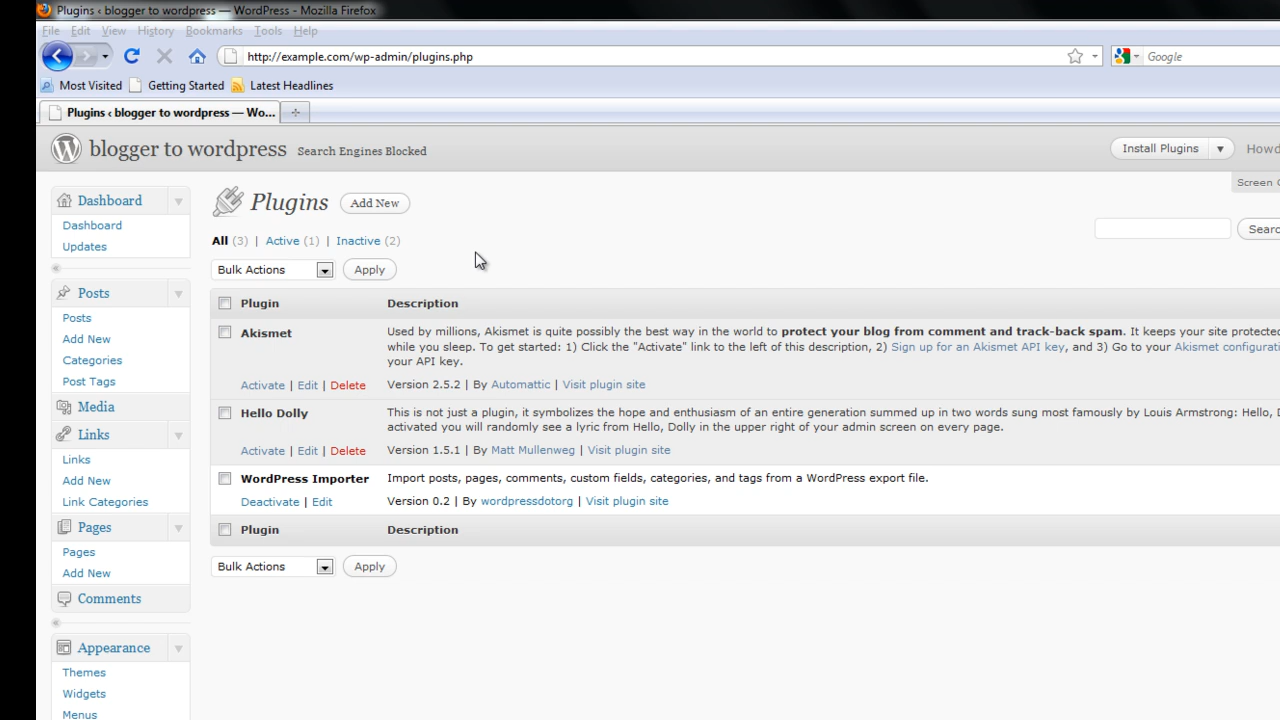 Plugins ‹ blogger to wordpress — WordPress - Mozilla Firefox
File Edit View History Bookmarks Tools Help
http://example.com/wp-admin/plugins.php
Google
Most Visited Getting Started Latest Headlines
Plugins ‹ blogger to wordpress — Wo...
blogger to wordpress Search Engines Blocked
Install Plugins
Dashboard
Dashboard
Updates
Posts
Posts
Add New
Categories
Post Tags
Media
Links
Links
Add New
Link Categories
Pages
Pages
Add New
Comments
Appearance
Themes
Widgets
Menus
Screen
Plugins Add New
All (3) | Active (1) | Inactive (2)
Bulk Actions Apply
Plugin Description
Akismet
Used by millions, Akismet is quite possibly the best way in the world to protect your blog from comment and track-back spam. It keeps your site protected
while you sleep. To get started: 1) Click the "Activate" link to the left of this description, 2) Sign up for an Akismet API key, and 3) Go to your Akismet
your API key.
Activate | Edit | Delete
Version 2.5.2 | By Automattic | Visit plugin site
Hello Dolly
This is not just a plugin, it symbolizes the hope and enthusiasm of an entire generation summed up in two words sung most famously by Louis Armstrong: Hello,
activated you will randomly see a lyric from Hello, Dolly in the upper right of your admin screen on every page.
Activate | Edit | Delete
Version 1.5.1 | By Matt Mullenweg | Visit plugin site
WordPress Importer
Import posts, pages, comments, custom fields, categories, and tags from a WordPress export file.
Deactivate | Edit
Version 0.2 | By wordpressdotorg | Visit plugin site
Plugin Description
Bulk Actions Apply